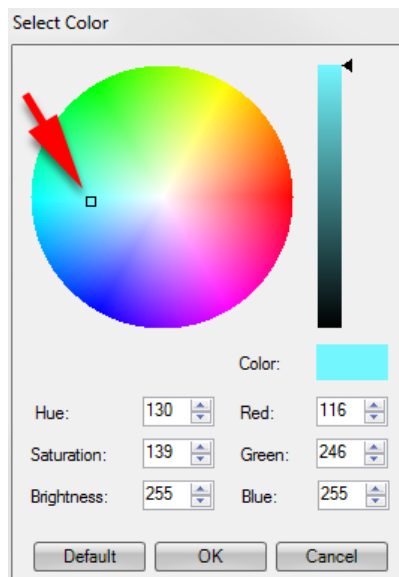 Select Color
Color:
Hue: 130 Red: 116
Saturation: 139 Green: 246
Brightness: 255 Blue: 255
Default OK Cancel